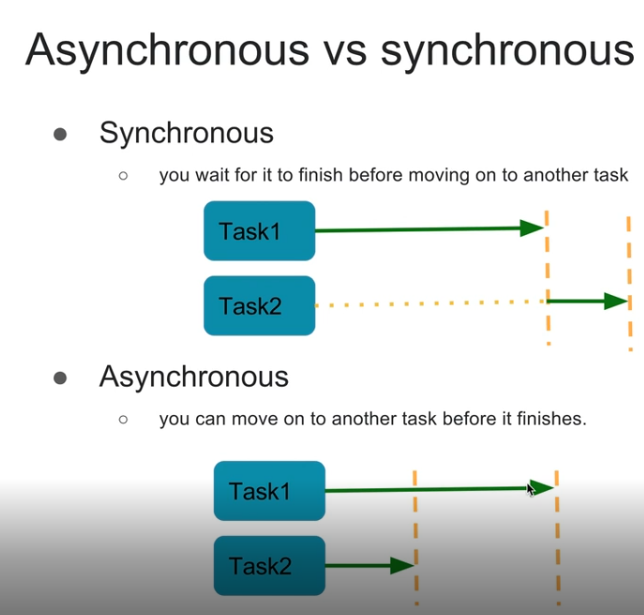 Asynchronous vs synchronous
● Synchronous
○ you wait for it to finish before moving on to another task
Task1
Task2
● Asynchronous
○ you can move on to another task before it finishes.
Task1
Task2